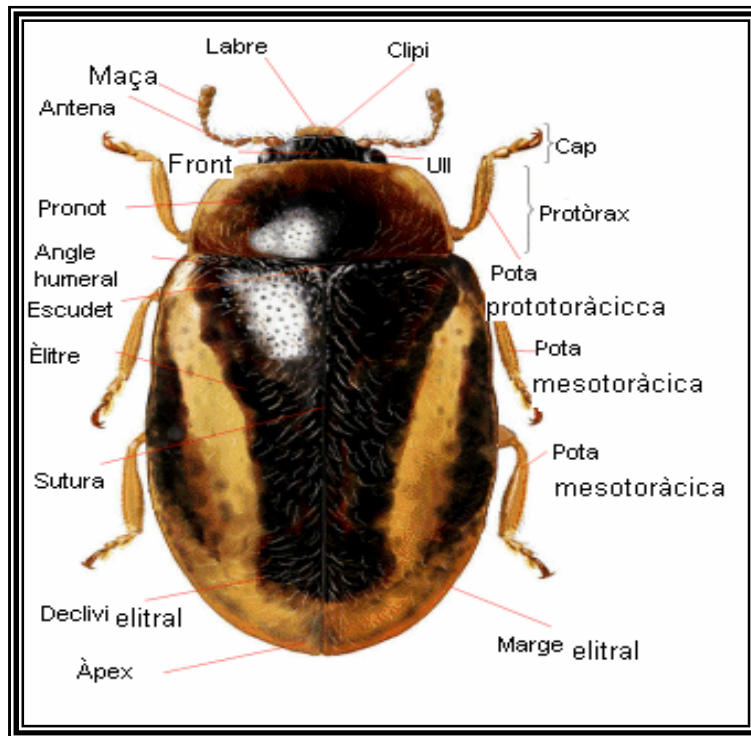 Labre
Clipi
Maça
Antena
Front
Ull
Cap
Pronot
Protòrax
Angle
humeral
Pota
prototoràcicca
Escudet
Èlitre
Pota
mesotoràcica
Sutura
Pota
mesotoràcica
Declivi elitral
Marge elitral
Àpex